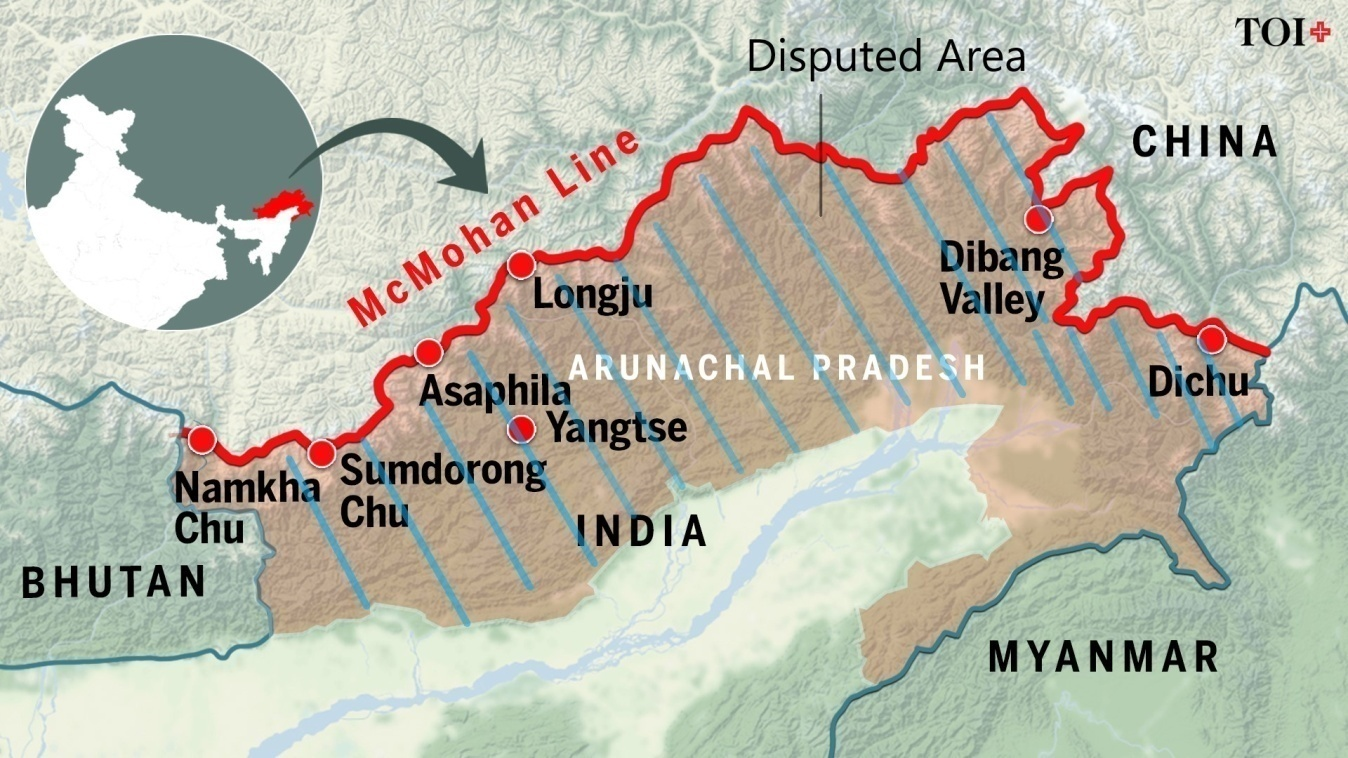 TOI+
Disputed Area
CHINA
McMohan Line
Dibang
Valley
Longju
ARUNACHAL PRADESH
Dichu
Asaphila
Yangtse
Namkha
Chu
Sumdorong
Chu
INDIA
BHUTAN
MYANMAR